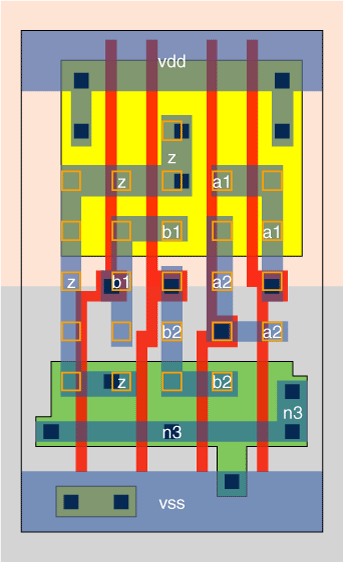 vdd
z
z a1
b1 a1
z b1 a2
b2 a2
z b2
n3
n3
vss